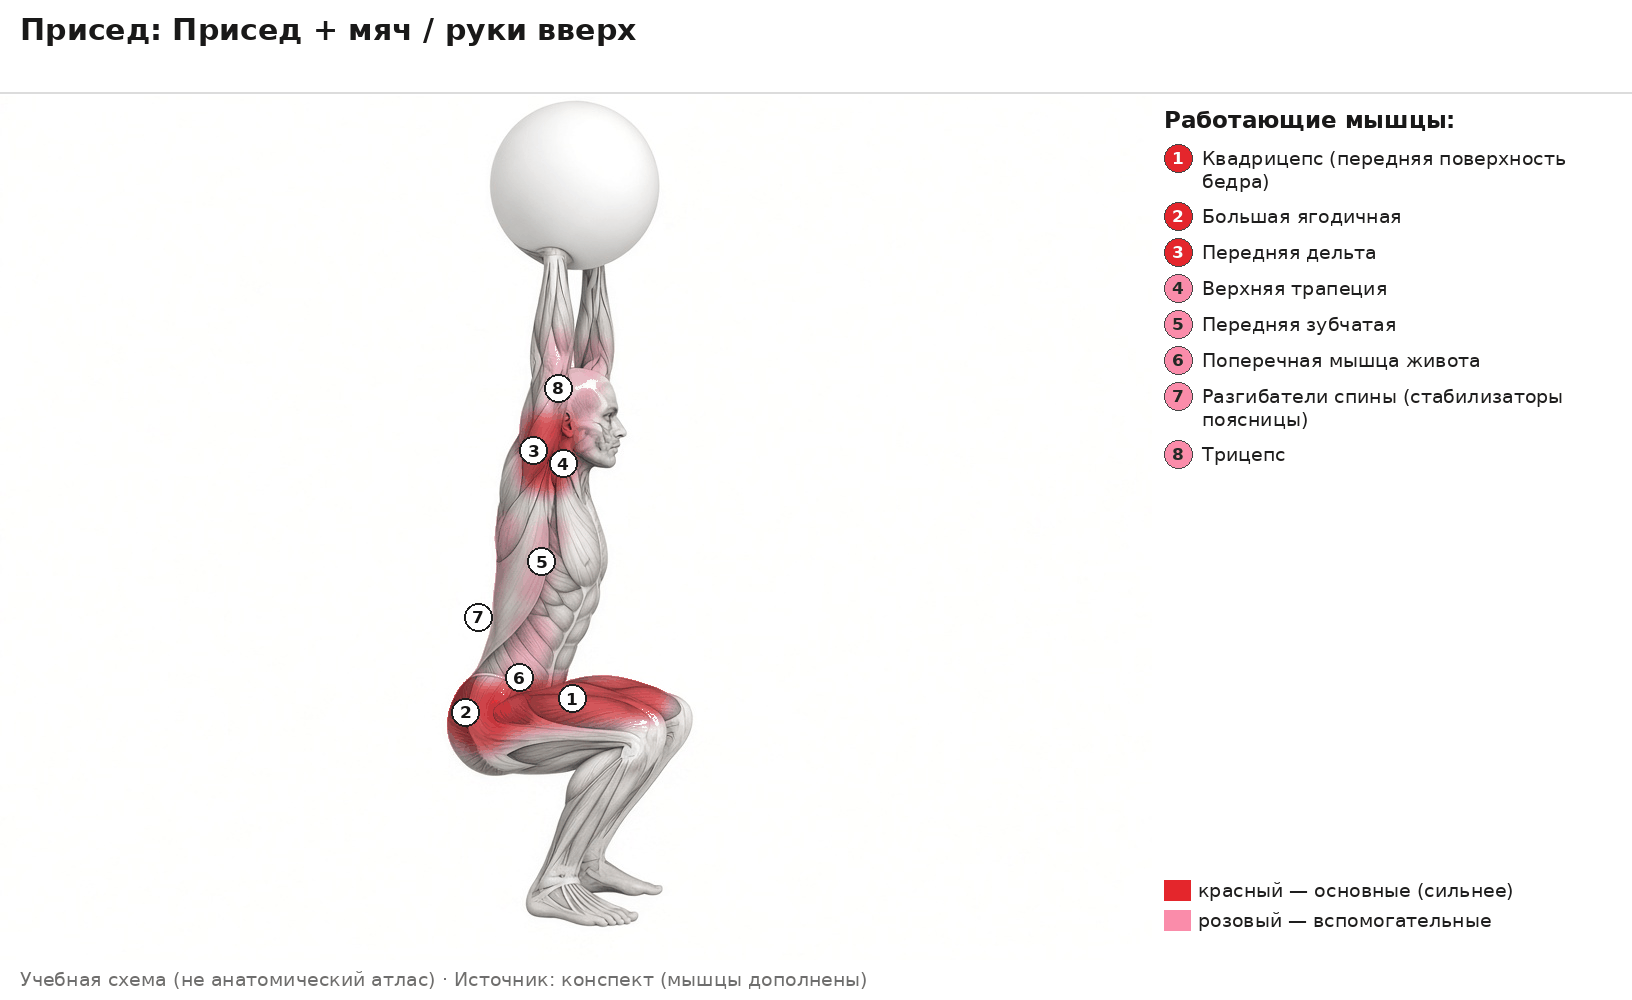 Присед: Присед + мяч / руки вверх
Работающие мышцы:
1 Квадрицепс (передняя поверхность
бедра)
2 Большая ягодичная
3 Передняя дельта
4 Верхняя трапеция
5 Передняя зубчатая
6 Поперечная мышца живота
7 Разгибатели спины (стабилизаторы
поясницы)
8 Трицепс
8
3
4
5
7
6
1
2
красный — основные (сильнее)
розовый — вспомогательные
Учебная схема (не анатомический атлас) · Источник: конспект (мышцы дополнены)